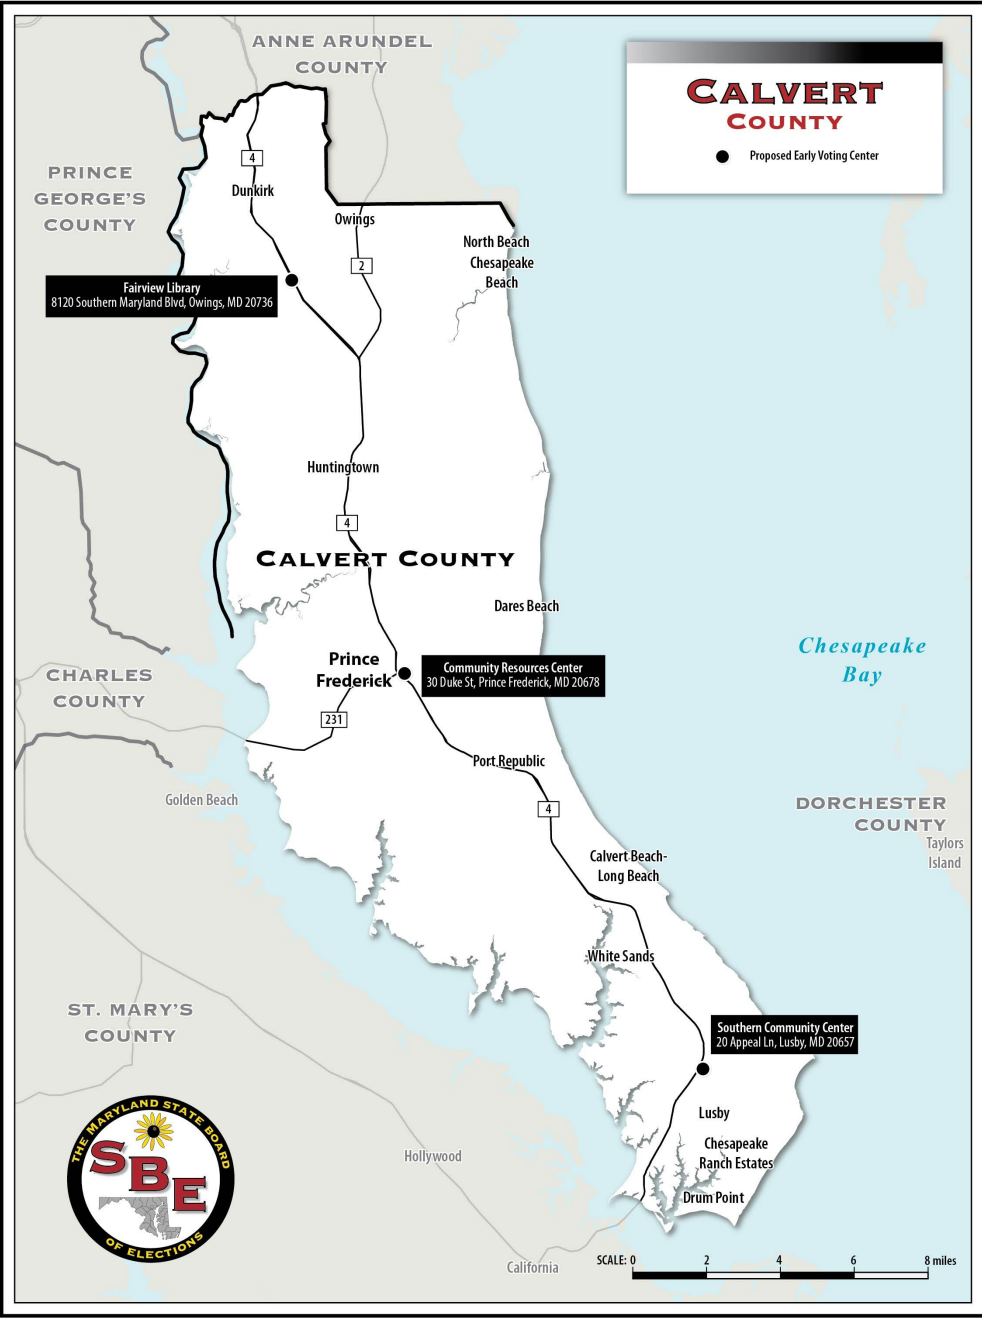 ANNE ARUNDEL
COUNTY
CALVERT
COUNTY
Proposed Early Voting Center
PRINCE
GEORGE'S
COUNTY
4
Dunkirk
Owings
2
North Beach
Chesapeake
Beach
Fairview Library
8120 Southern Maryland Blvd, Owings, MD 20736
Huntingtown
4
CALVERT COUNTY
Dares Beach
Chesapeake
Bay
Prince
Frederick
Community Resources Center
30 Duke St, Prince Frederick, MD 20678
CHARLES
COUNTY
231
Port Republic
Golden Beach
4
DORCHESTER
COUNTY
Taylors
Island
Calvert Beach-
Long Beach
White Sands
ST. MARY'S
COUNTY
Southern Community Center
20 Appeal Ln, Lusby, MD 20657
Lusby
Chesapeake
Ranch Estates
Drum Point
Hollywood
California
THE MARYLAND STATE BOARD
SBE
OF ELECTIONS
SCALE: 0 2 4 6 8 miles